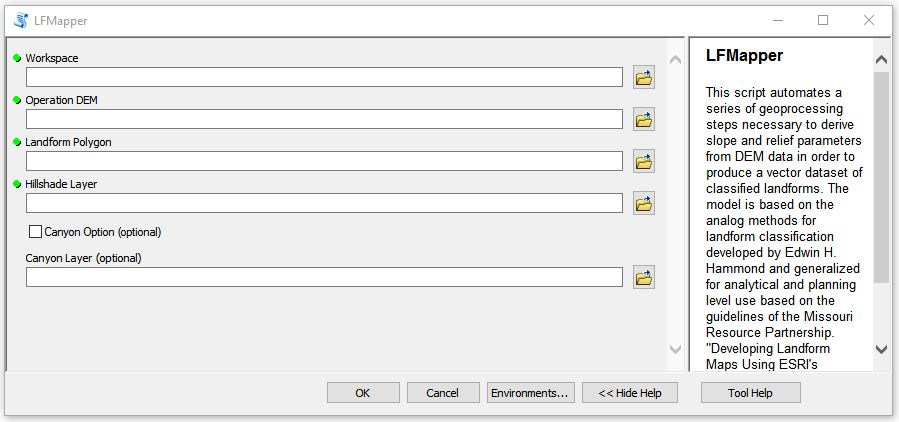 LFMapper
Workspace
Operation DEM
Landform Polygon
Hillshade Layer
Canyon Option (optional)
Canyon Layer (optional)
LFMapper
This script automates a
series of geoprocessing
steps necessary to derive
slope and relief parameters
from DEM data in order to
produce a vector dataset of
classified landforms. The
model is based on the
analog methods for
landform classification
developed by Edwin H.
Hammond and generalized
for analytical and planning
level use based on the
guidelines of the Missouri
Resource Partnership.
"Developing Landform
Maps Using ESRI's
OK
Cancel
Environments...
<< Hide Help
Tool Help